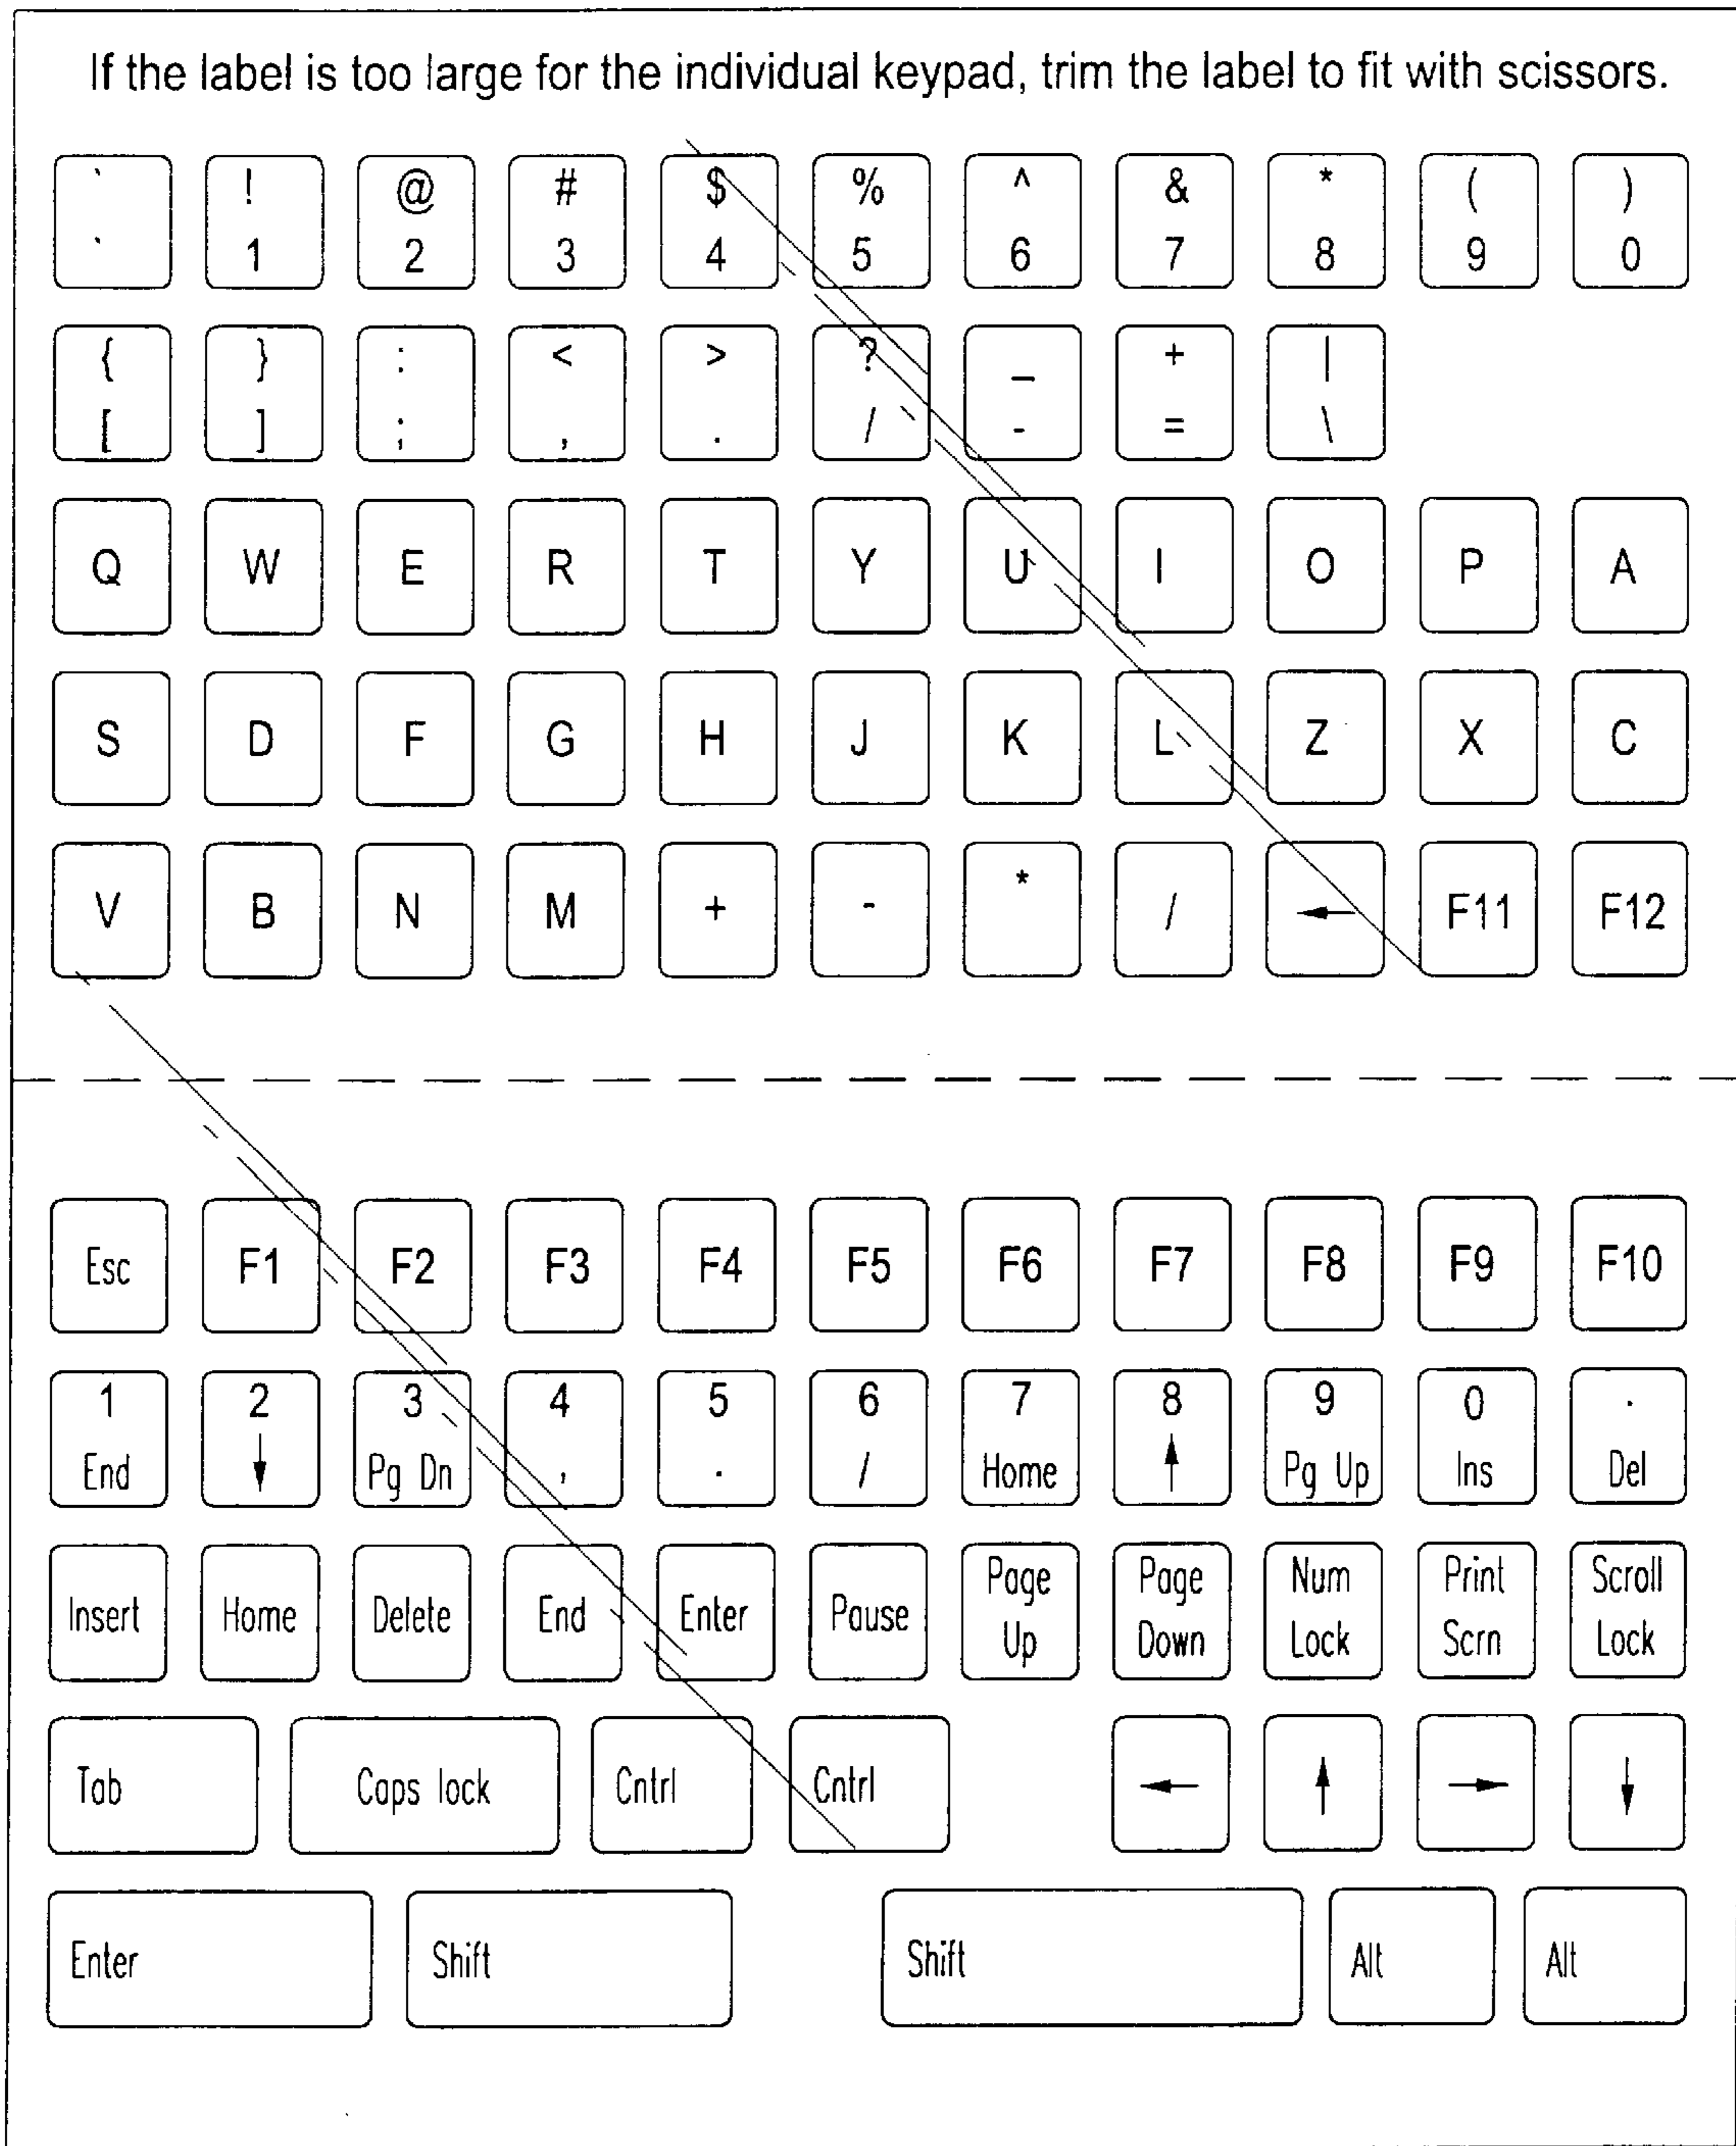 If the label is too large for the individual keypad, trim the label to fit with scissors.
` ! @ # $ % ^ & * ( )
` 1 2 3 4 5 6 7 8 9 0
{ } : < > ? _ + |
[ ] ; , . / - = \
Q W E R T Y U I O P A
S D F G H J K L Z X C
V B N M + - * / ← F11 F12
Esc F1 F2 F3 F4 F5 F6 F7 F8 F9 F10
1 2 3 4 5 6 7 8 9 0 .
End ↓ Pg Dn , . / Home ↑ Pg Up Ins Del
Insert Home Delete End Enter Pause Page Up Page Down Num Lock Print Scrn Scroll Lock
Tab Caps lock Cntrl Cntrl ← ↑ → ↓
Enter Shift Shift Alt Alt